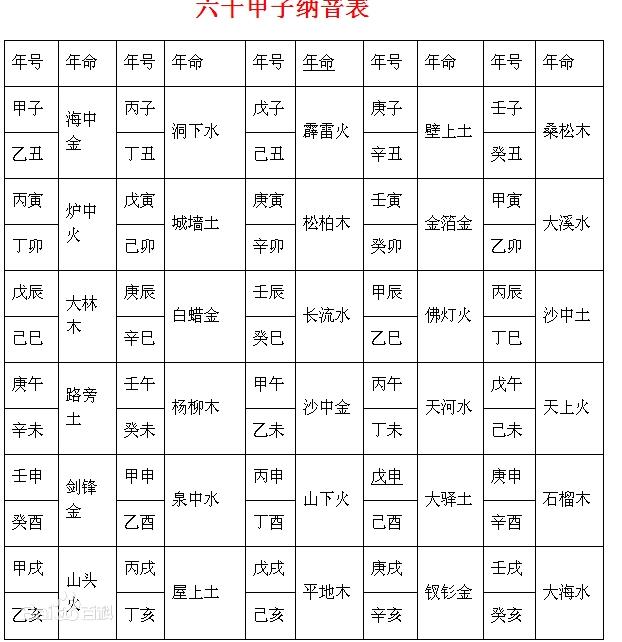 六十甲子纳音表
年号 年命 年号 年命 年号 年命 年号 年命 年号 年命
甲子 海中金 丙子 洞下水 戊子 霹雷火 庚子 壁上土 壬子 桑松木
乙丑 丁丑 己丑 辛丑 癸丑
丙寅 炉中火 戊寅 城墙土 庚寅 松柏木 壬寅 金箔金 甲寅 大溪水
丁卯 己卯 辛卯 癸卯 乙卯
戊辰 大林木 庚辰 白蜡金 壬辰 长流水 甲辰 佛灯火 丙辰 沙中土
己巳 辛巳 癸巳 乙巳 丁巳
庚午 路旁土 壬午 杨柳木 甲午 沙中金 丙午 天河水 戊午 天上火
辛未 癸未 乙未 丁未 己未
壬申 剑锋金 甲申 泉中水 丙申 山下火 戊申 大驿土 庚申 石榴木
癸酉 乙酉 丁酉 己酉 辛酉
甲戌 山头火 丙戌 屋上土 戊戌 平地木 庚戌 钗钐金 壬戌 大海水
乙亥 丁亥 己亥 辛亥 癸亥
Baidu百科